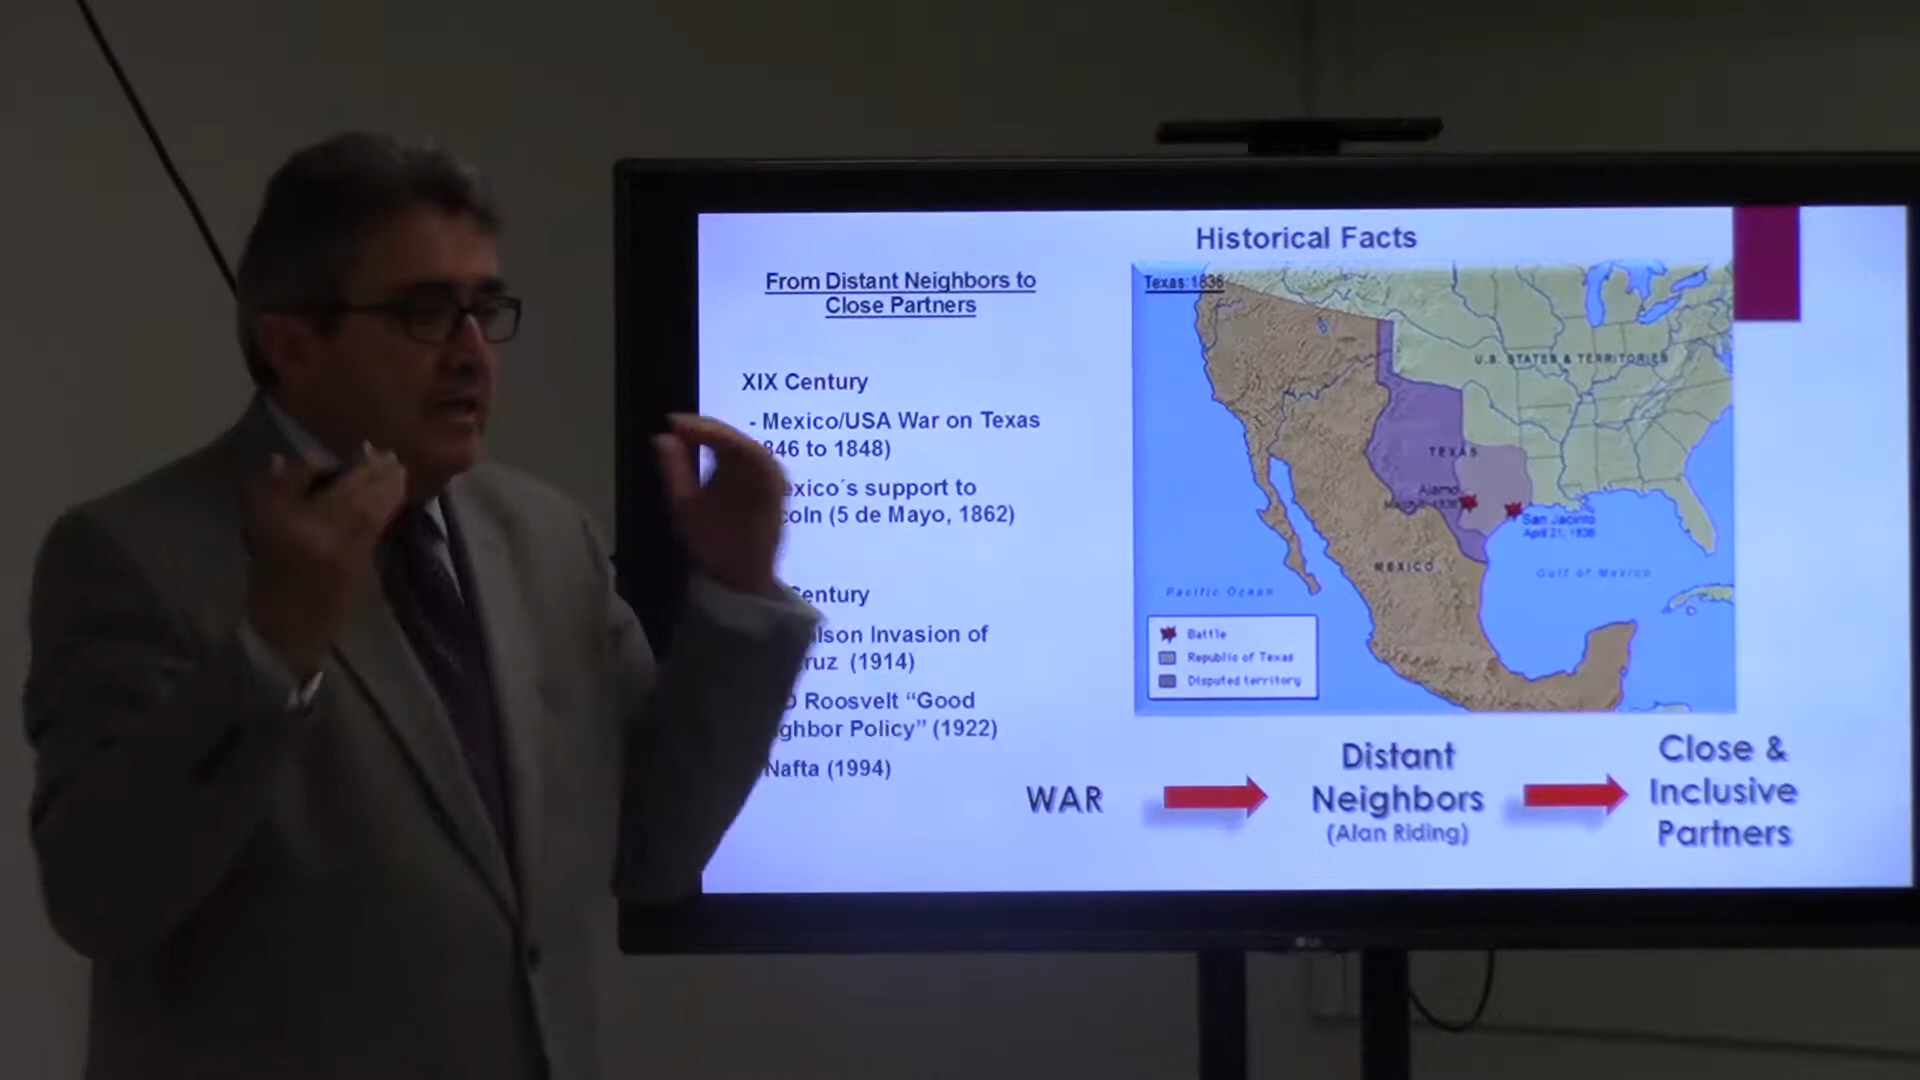 Historical Facts
From Distant Neighbors to
Close Partners
XIX Century
- Mexico/USA War on Texas
846 to 1848)
exico´s support to
coln (5 de Mayo, 1862)
entury
lson Invasion of
ruz (1914)
Roosvelt “Good
ghbor Policy” (1922)
Nafta (1994)
Texas:1836
U.S. STATES & TERRITORIES
TEXAS
Alamo
San Jacinto
April 21, 1836
MEXICO
Gulf of Mexico
Pacific Ocean
Battle
Republic of Texas
Disputed territory
WAR
Distant
Neighbors
(Alan Riding)
Close &
Inclusive
Partners
LG